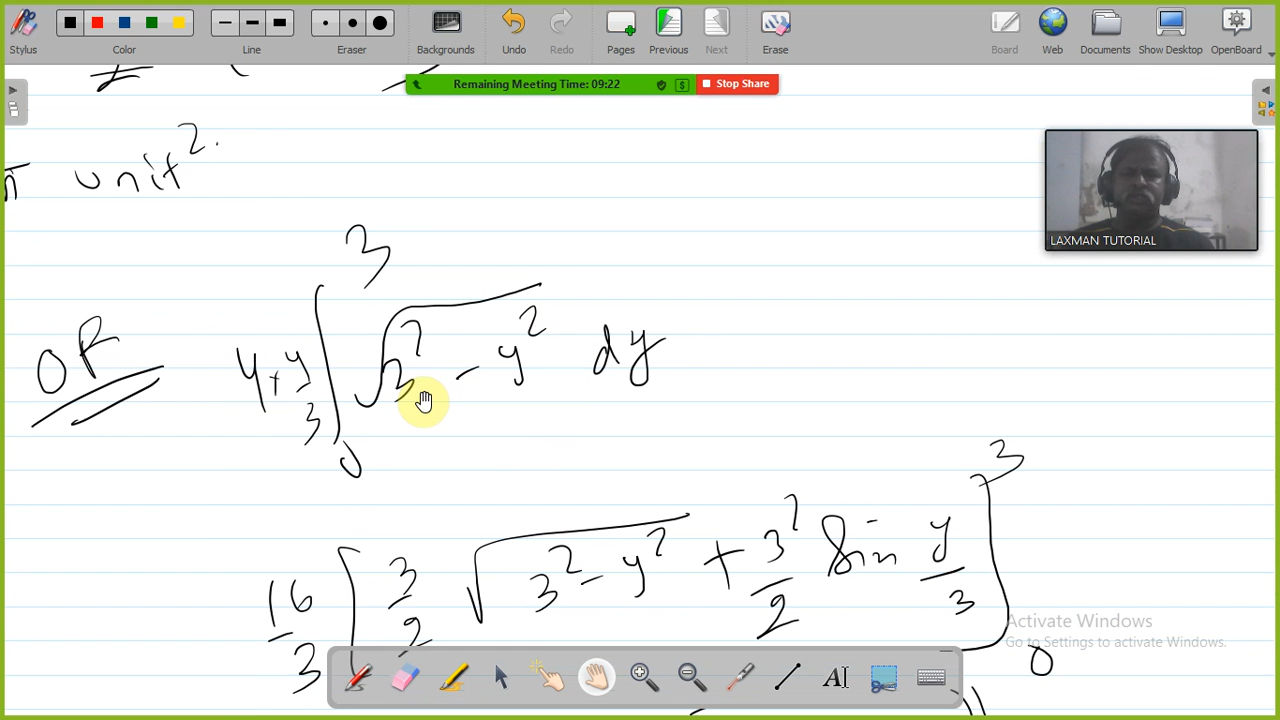 Stylus Color Line Eraser Backgrounds Undo Redo Pages Previous Next Erase Board Web Documents Show Desktop OpenBoard
Remaining Meeting Time: 09:22 Stop Share
π unit².
LAXMAN TUTORIAL
OR 4 × 4/3 ∫₀³ √3² - y² dy
16/3 [ 3/2 √3² - y² + 3²/2 Sin⁻ y/3 ]₀³
Activate Windows
Go to Settings to activate Windows.